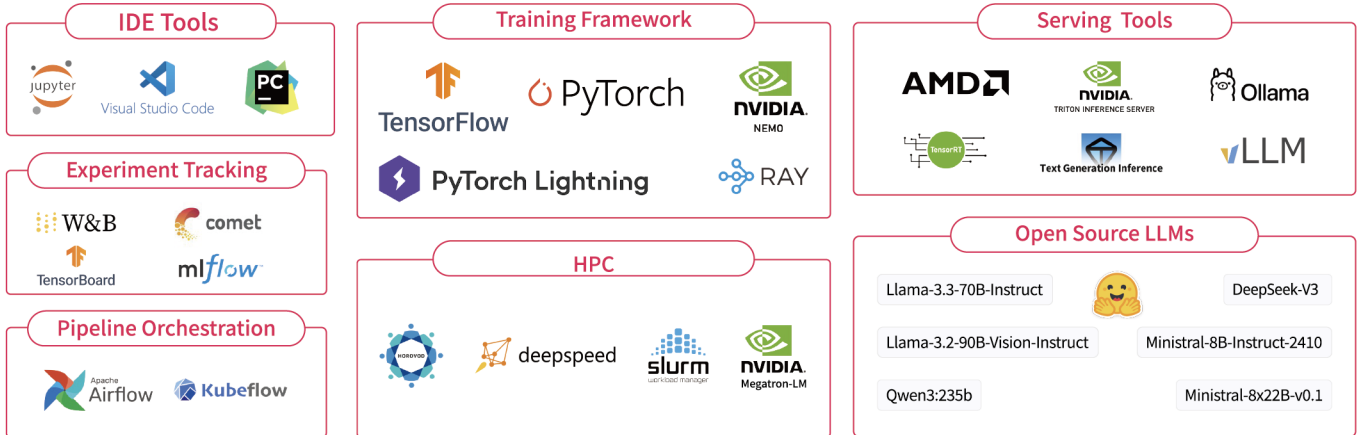 IDE Tools
jupyter
Visual Studio Code
PC
Experiment Tracking
W&B
comet
TensorBoard
mlflow™
Pipeline Orchestration
Apache
Airflow
Kubeflow
Training Framework
TensorFlow
PyTorch
NVIDIA.
NEMO
PyTorch Lightning
RAY
HPC
HOROVOD
deepspeed
slurm
workload manager
NVIDIA.
Megatron-LM
Serving Tools
AMD
NVIDIA.
TRITON INFERENCE SERVER
Ollama
TensorRT
Text Generation Inference
vLLM
Open Source LLMs
Llama-3.3-70B-Instruct
DeepSeek-V3
Llama-3.2-90B-Vision-Instruct
Ministral-8B-Instruct-2410
Qwen3:235b
Ministral-8x22B-v0.1